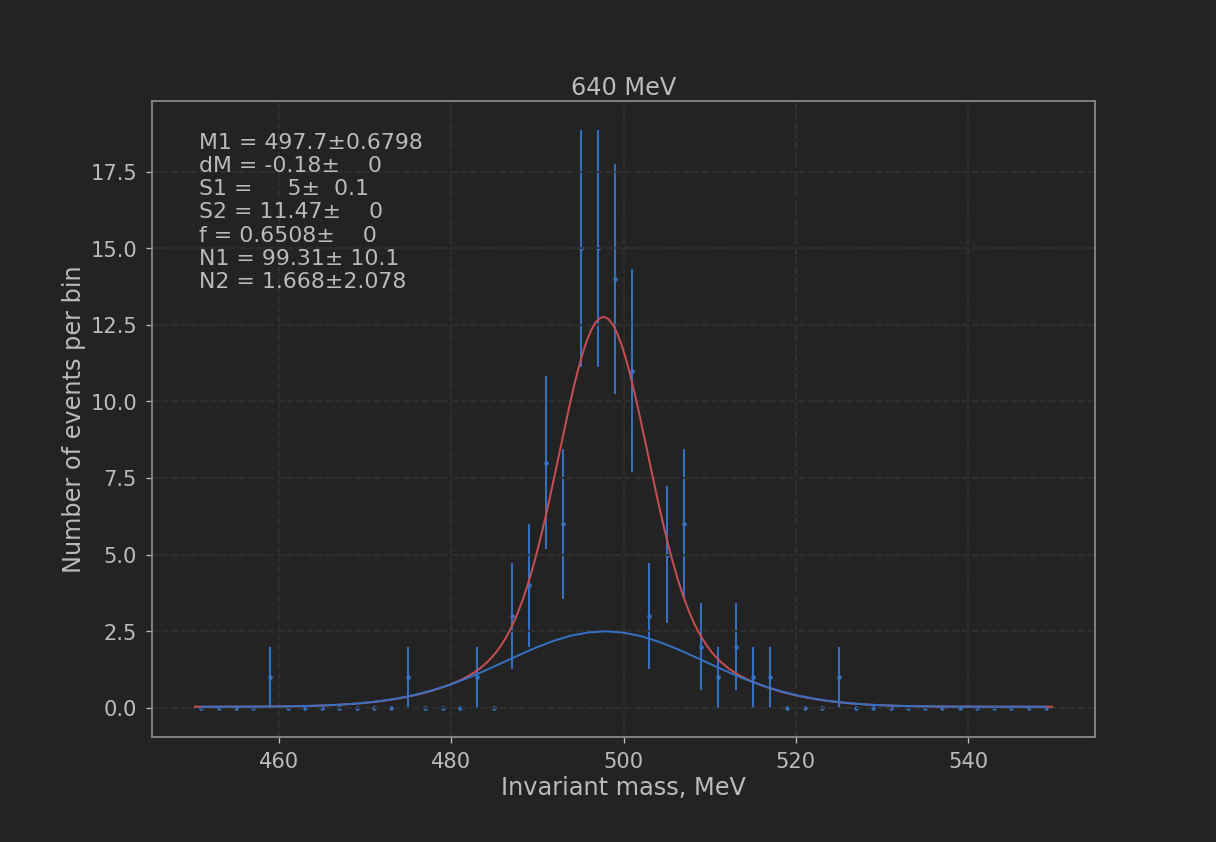 640 MeV
M1 = 497.7±0.6798
dM = -0.18±    0
S1 =     5±  0.1
S2 = 11.47±    0
f = 0.6508±    0
N1 = 99.31± 10.1
N2 = 1.668±2.078
Number of events per bin
17.5
15.0
12.5
10.0
7.5
5.0
2.5
0.0
460 480 500 520 540
Invariant mass, MeV